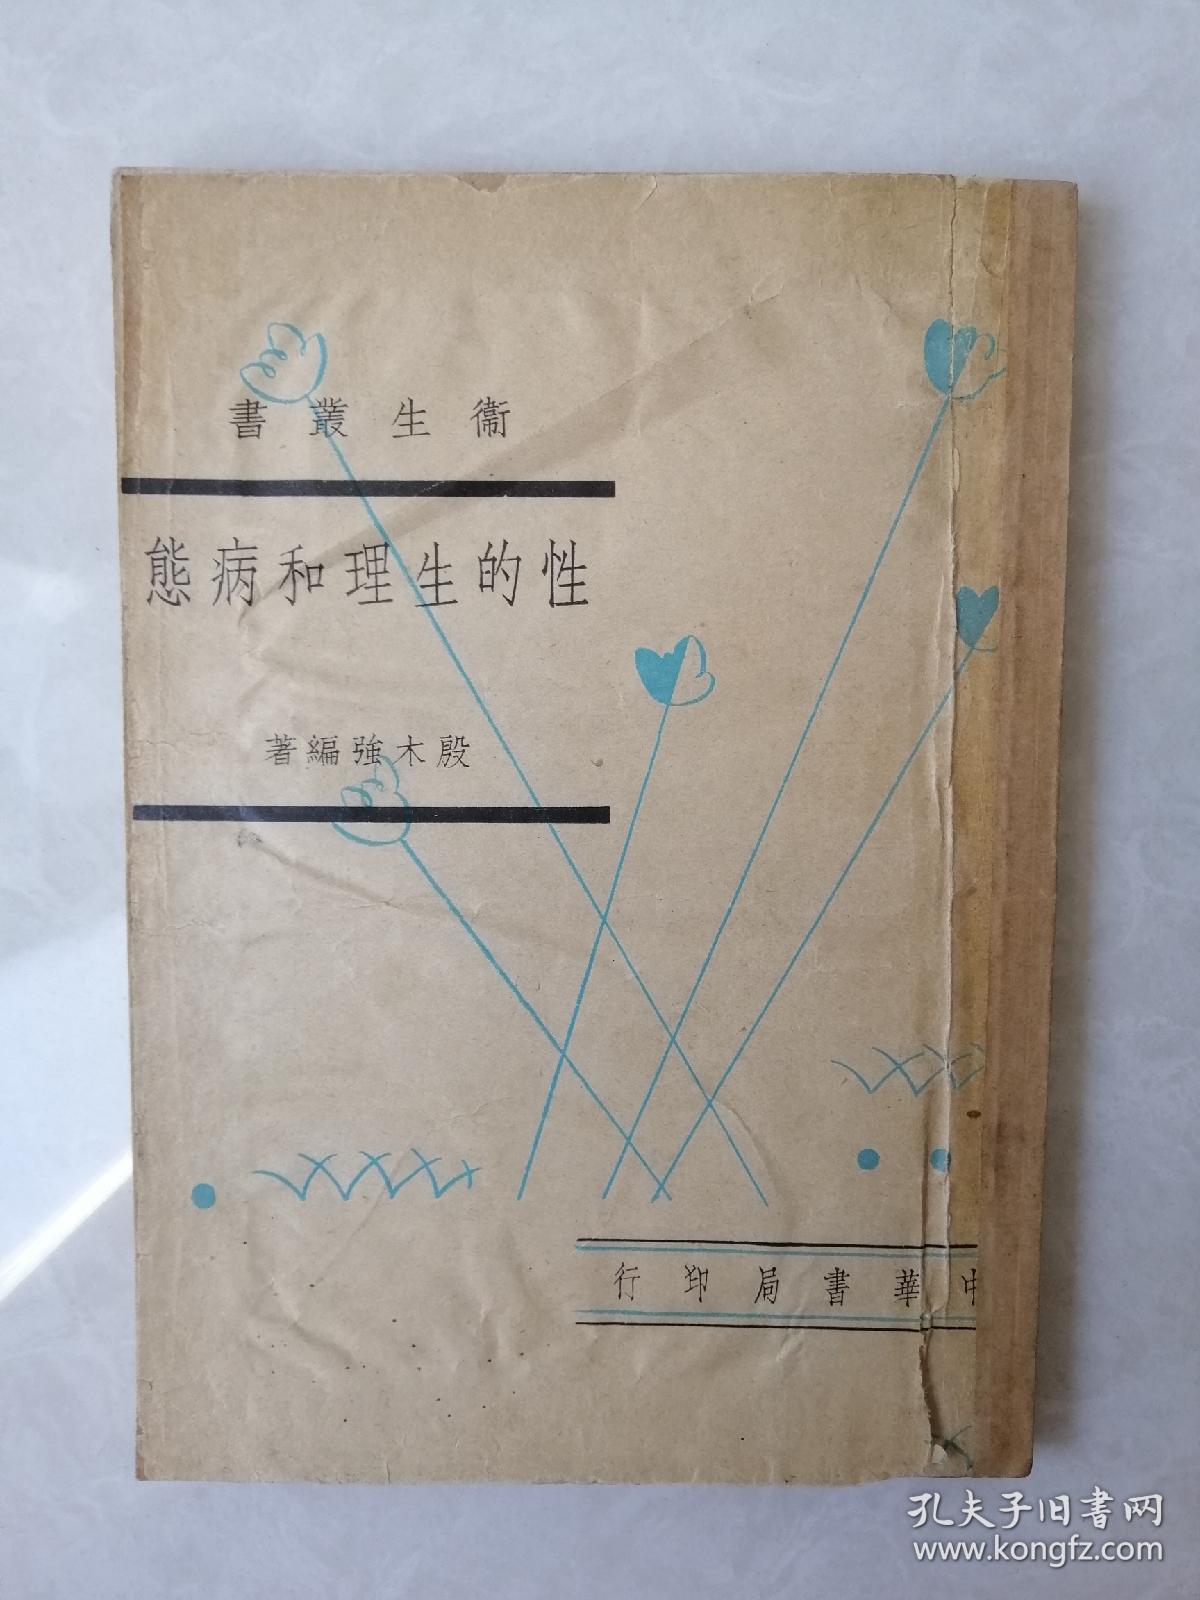 衞生叢書
性的生理和病態
殷木強編著
中華書局印行
孔夫子旧书网
www.kongfz.com